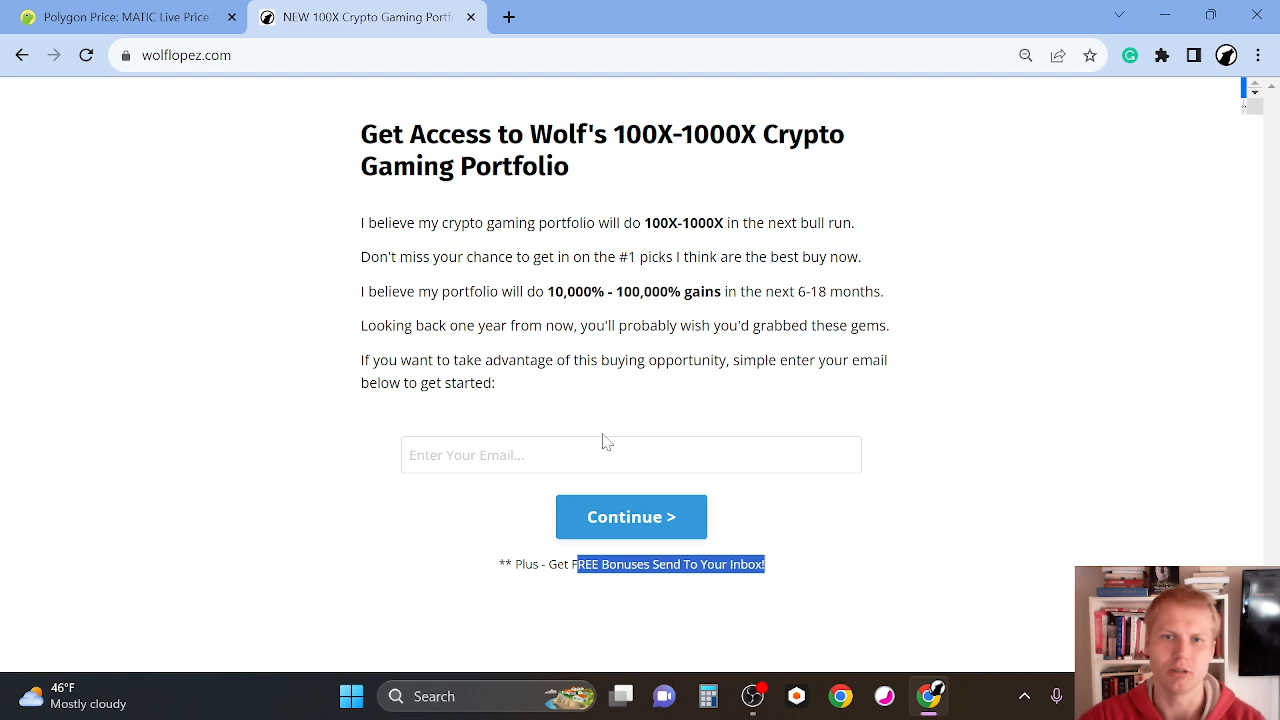 Polygon Price: MATIC Live Price
NEW 100X Crypto Gaming Portf
wolflopez.com
Get Access to Wolf's 100X-1000X Crypto
Gaming Portfolio
I believe my crypto gaming portfolio will do 100X-1000X in the next bull run.
Don't miss your chance to get in on the #1 picks I think are the best buy now.
I believe my portfolio will do 10,000% - 100,000% gains in the next 6-18 months.
Looking back one year from now, you'll probably wish you'd grabbed these gems.
If you want to take advantage of this buying opportunity, simple enter your email
below to get started:
Enter Your Email...
Continue >
** Plus - Get FREE Bonuses Send To Your Inbox!
46°F
Mostly cloudy
Search